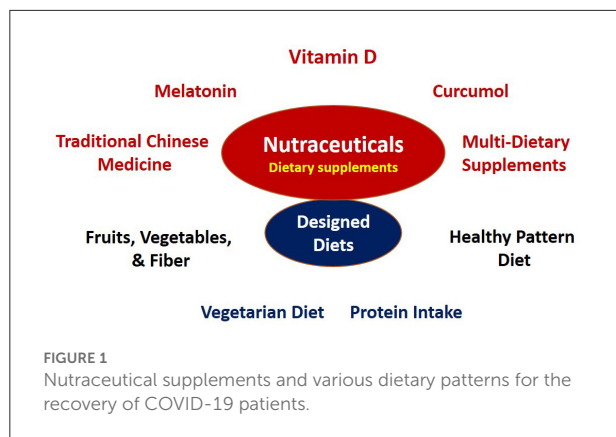 Vitamin D
Melatonin
Curcumol
Traditional Chinese
Medicine
Nutraceuticals
Dietary supplements
Multi-Dietary
Supplements
Designed
Diets
Fruits, Vegetables,
& Fiber
Healthy Pattern
Diet
Vegetarian Diet
Protein Intake
FIGURE 1
Nutraceutical supplements and various dietary patterns for the
recovery of COVID-19 patients.